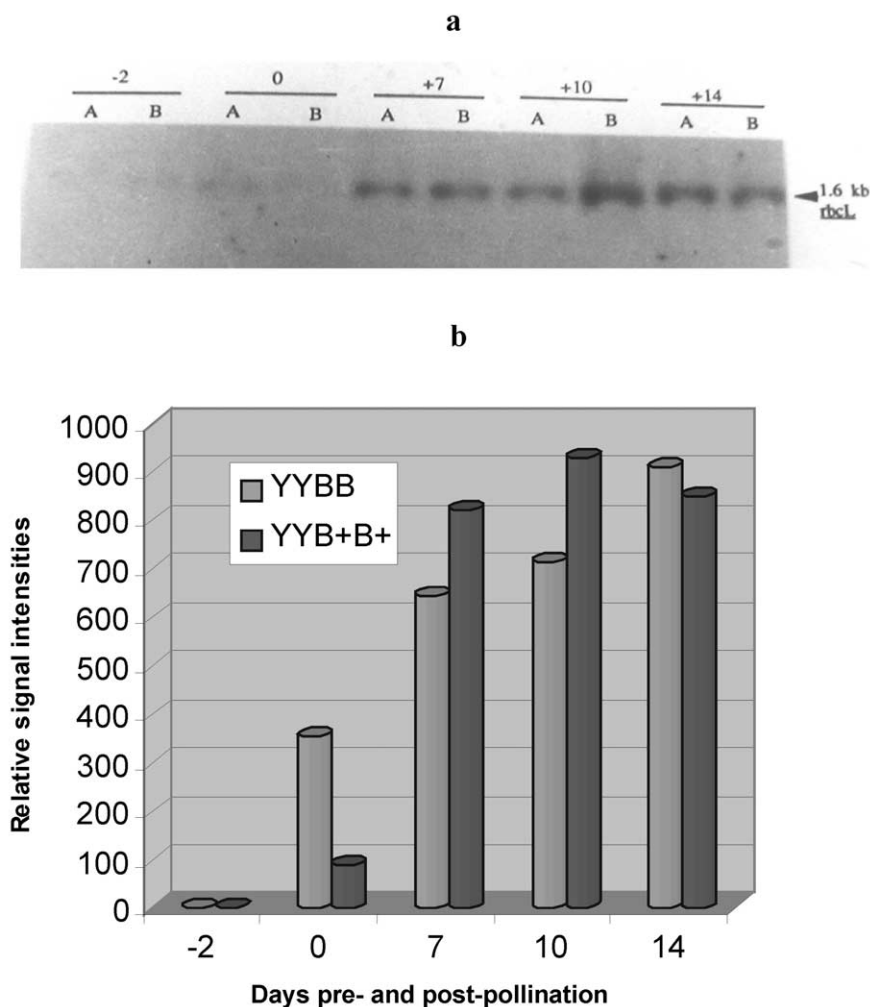 a
-2 0 +7 +10 +14
A B A B A B A B A B
1.6 kb
rbcL
b
1000
900
800
700
600
500
400
300
200
100
0
YYBB
YYB+B+
Relative signal intensities
-2 0 7 10 14
Days pre- and post-pollination